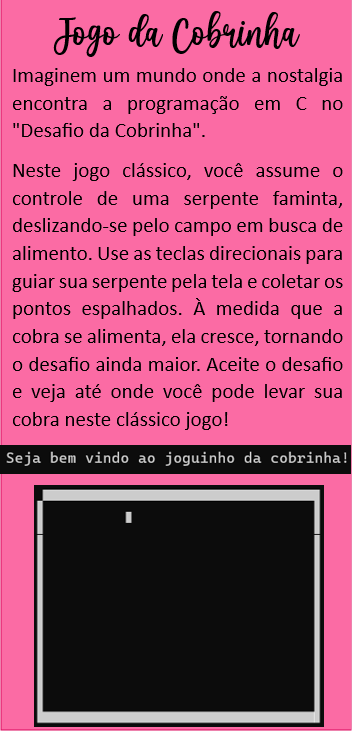 Jogo da Cobrinha
Imaginem um mundo onde a nostalgia
encontra a programação em C no
"Desafio da Cobrinha".
Neste jogo clássico, você assume o
controle de uma serpente faminta,
deslizando-se pelo campo em busca de
alimento. Use as teclas direcionais para
guiar sua serpente pela tela e coletar os
pontos espalhados. À medida que a
cobra se alimenta, ela cresce, tornando
o desafio ainda maior. Aceite o desafio
e veja até onde você pode levar sua
cobra neste clássico jogo!
Seja bem vindo ao joguinho da cobrinha!